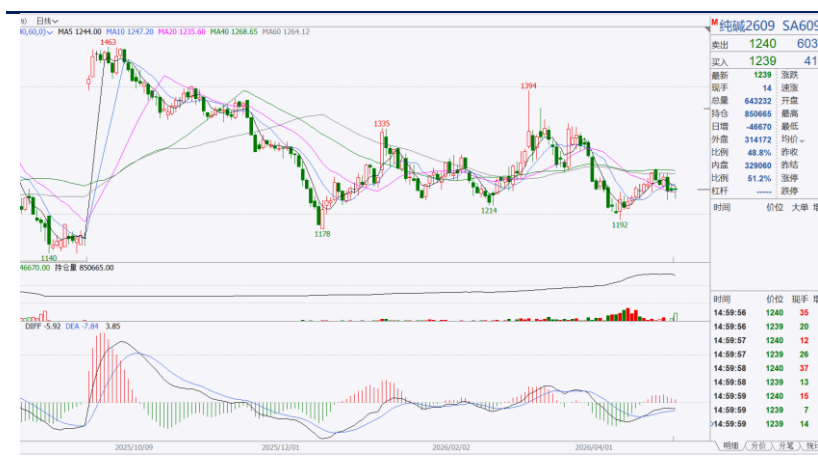 日线
,60,0) MA5 1244.00 MA10 1247.20 MA20 1235.60 MA40 1268.65 MA60 1264.12
1463
1394
1335
1214
1192
1178
1140
46670.00 持仓量 850665.00
DIFF -5.92 DEA -7.84 3.85
2025/10/09 2025/12/01 2026/02/02 2026/04/01
M 纯碱2609 SA609
卖出 1240 603
买入 1239 41
最新 1239 涨跌
现手 14 速涨
总量 643232 开盘
持仓 850665 最高
日增 -46670 最低
外盘 314172 均价
比例 48.8% 昨收
内盘 329060 昨结
比例 51.2% 涨停
杠杆 ----- 跌停
时间 价位 大单 增
时间 价位 现手 增
14:59:56 1240 35
14:59:56 1239 20
14:59:57 1240 12
14:59:57 1239 26
14:59:58 1240 37
14:59:58 1239 13
14:59:59 1240 15
14:59:59 1239 7
14:59:59 1239 14
明细 分价 分笔 统计